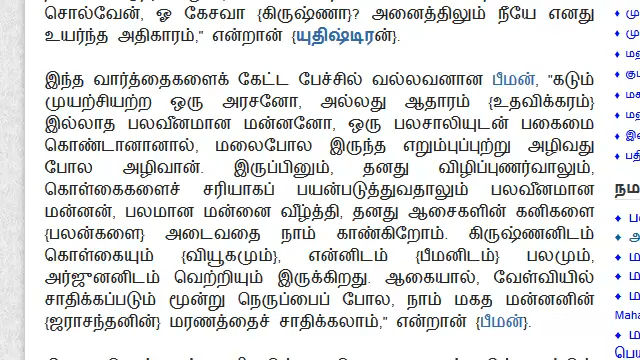 சொல்வேன், ஓ கேசவா {கிருஷ்ணா}? அனைத்திலும் நீயே எனது
உயர்ந்த அதிகாரம்," என்றான் {யுதிஷ்டிரன்}.
இந்த வார்த்தைகளைக் கேட்ட பேச்சில் வல்லவனான பீமன், "கடும்
முயற்சியற்ற ஒரு அரசனோ, அல்லது ஆதாரம் {உதவிக்கரம்}
இல்லாத பலவீனமான மன்னனோ, ஒரு பலசாலியுடன் பகைமை
கொண்டானானால், மலைபோல இருந்த எறும்புப்புற்று அழிவது
போல அழிவான். இருப்பினும், தனது விழிப்புணர்வாலும்,
கொள்கைகளைச் சரியாகப் பயன்படுத்துவதாலும் பலவீனமான
மன்னன், பலமான மன்னை வீழ்த்தி, தனது ஆசைகளின் கனிகளை
{பலன்களை} அடைவதை நாம் காண்கிறோம். கிருஷ்ணனிடம்
கொள்கையும் {வியூகமும்}, என்னிடம் {பீமனிடம்} பலமும்,
அர்ஜுனனிடம் வெற்றியும் இருக்கிறது. ஆகையால், வேள்வியில்
சாதிக்கப்படும் மூன்று நெருப்பைப் போல, நாம் மகத மன்னனின்
{ஜராசந்தனின்} மரணத்தைச் சாதிக்கலாம்," என்றான் {பீமன்}.
நம
Maha
பெய